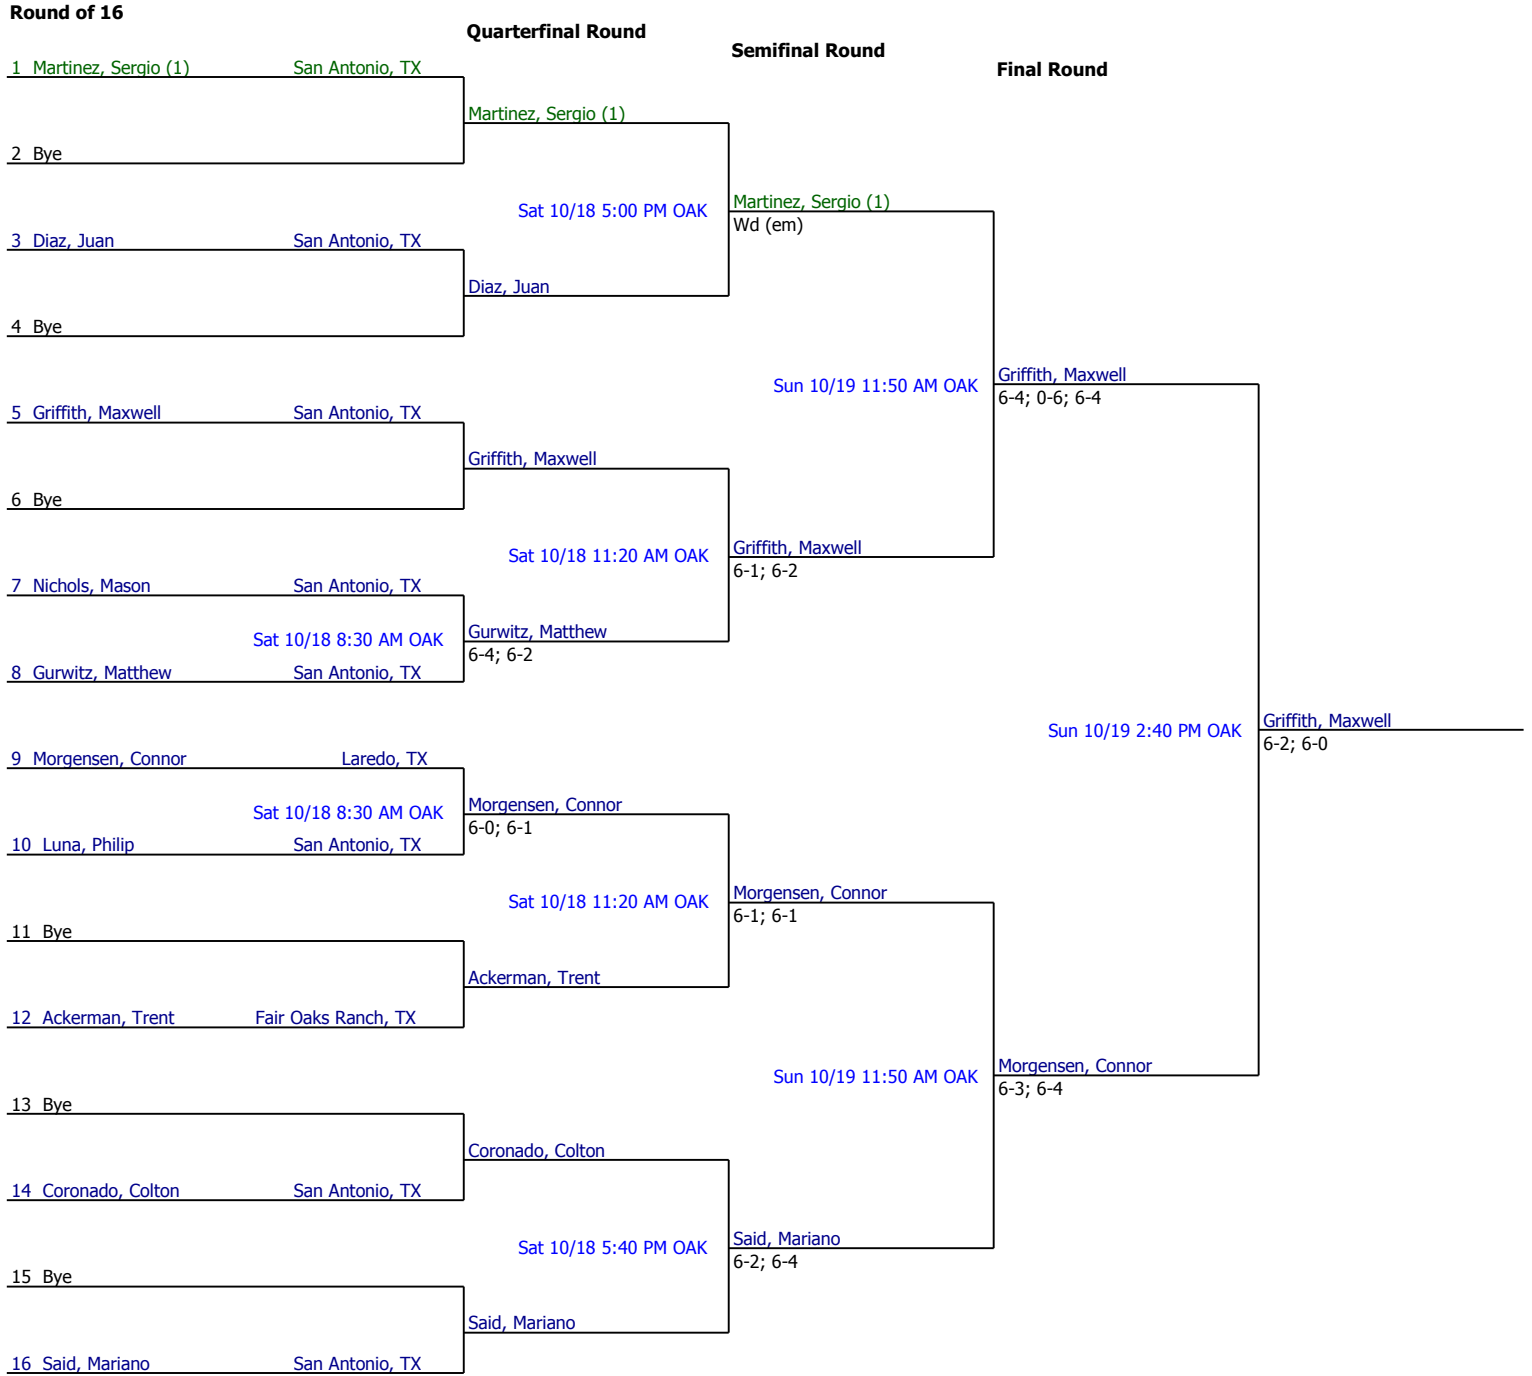 Round of 16
Quarterfinal Round
Semifinal Round
Final Round
1 Martinez, Sergio (1) San Antonio, TX
Martinez, Sergio (1)
2 Bye
Sat 10/18 5:00 PM OAK
Martinez, Sergio (1)
Wd (em)
3 Diaz, Juan San Antonio, TX
Diaz, Juan
4 Bye
Sun 10/19 11:50 AM OAK
Griffith, Maxwell
6-4; 0-6; 6-4
5 Griffith, Maxwell San Antonio, TX
Griffith, Maxwell
6 Bye
Sat 10/18 11:20 AM OAK
Griffith, Maxwell
6-1; 6-2
7 Nichols, Mason San Antonio, TX
Sat 10/18 8:30 AM OAK
Gurwitz, Matthew
6-4; 6-2
8 Gurwitz, Matthew San Antonio, TX
Sun 10/19 2:40 PM OAK
Griffith, Maxwell
6-2; 6-0
9 Morgensen, Connor Laredo, TX
Sat 10/18 8:30 AM OAK
Morgensen, Connor
6-0; 6-1
10 Luna, Philip San Antonio, TX
Sat 10/18 11:20 AM OAK
Morgensen, Connor
6-1; 6-1
11 Bye
Ackerman, Trent
12 Ackerman, Trent Fair Oaks Ranch, TX
Sun 10/19 11:50 AM OAK
Morgensen, Connor
6-3; 6-4
13 Bye
Coronado, Colton
14 Coronado, Colton San Antonio, TX
Sat 10/18 5:40 PM OAK
Said, Mariano
6-2; 6-4
15 Bye
Said, Mariano
16 Said, Mariano San Antonio, TX